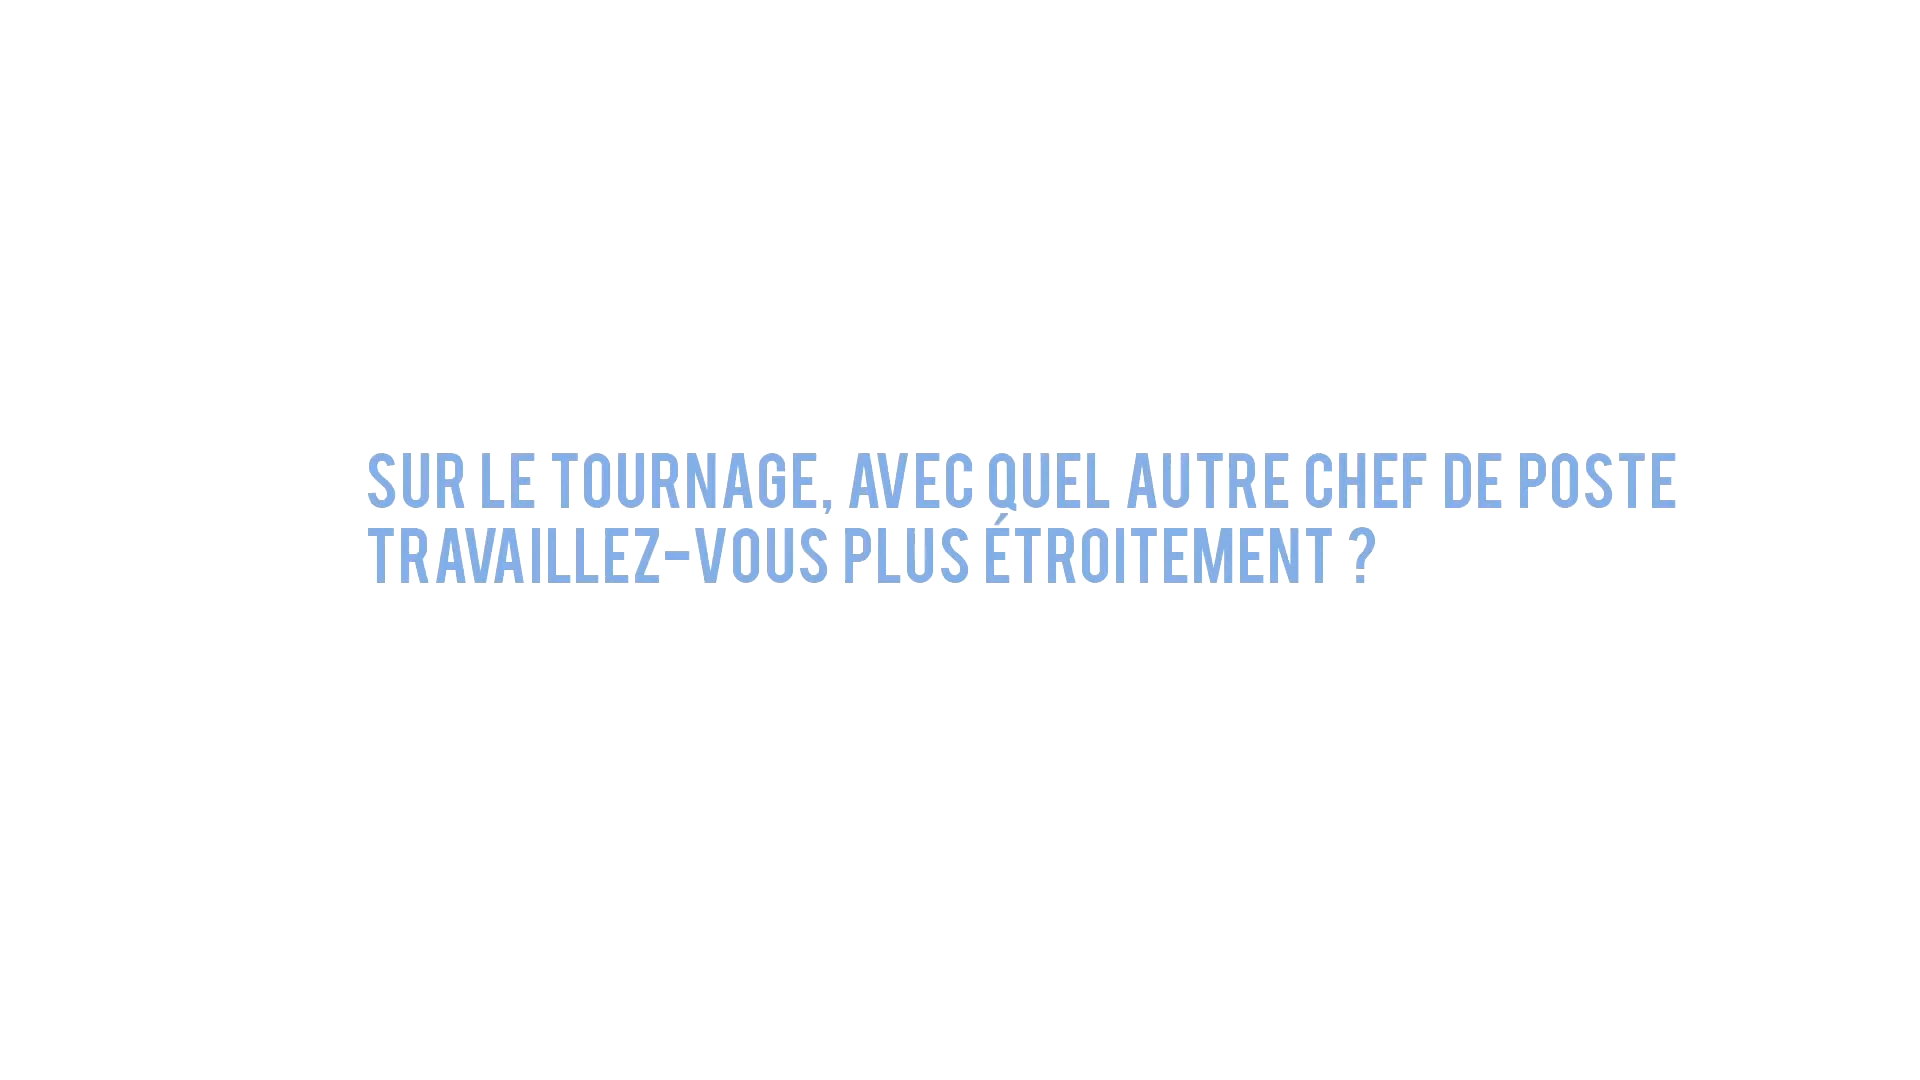 SUR LE TOURNAGE, AVEC QUEL AUTRE CHEF DE POSTE
TRAVAILLEZ-VOUS PLUS ÉTROITEMENT ?